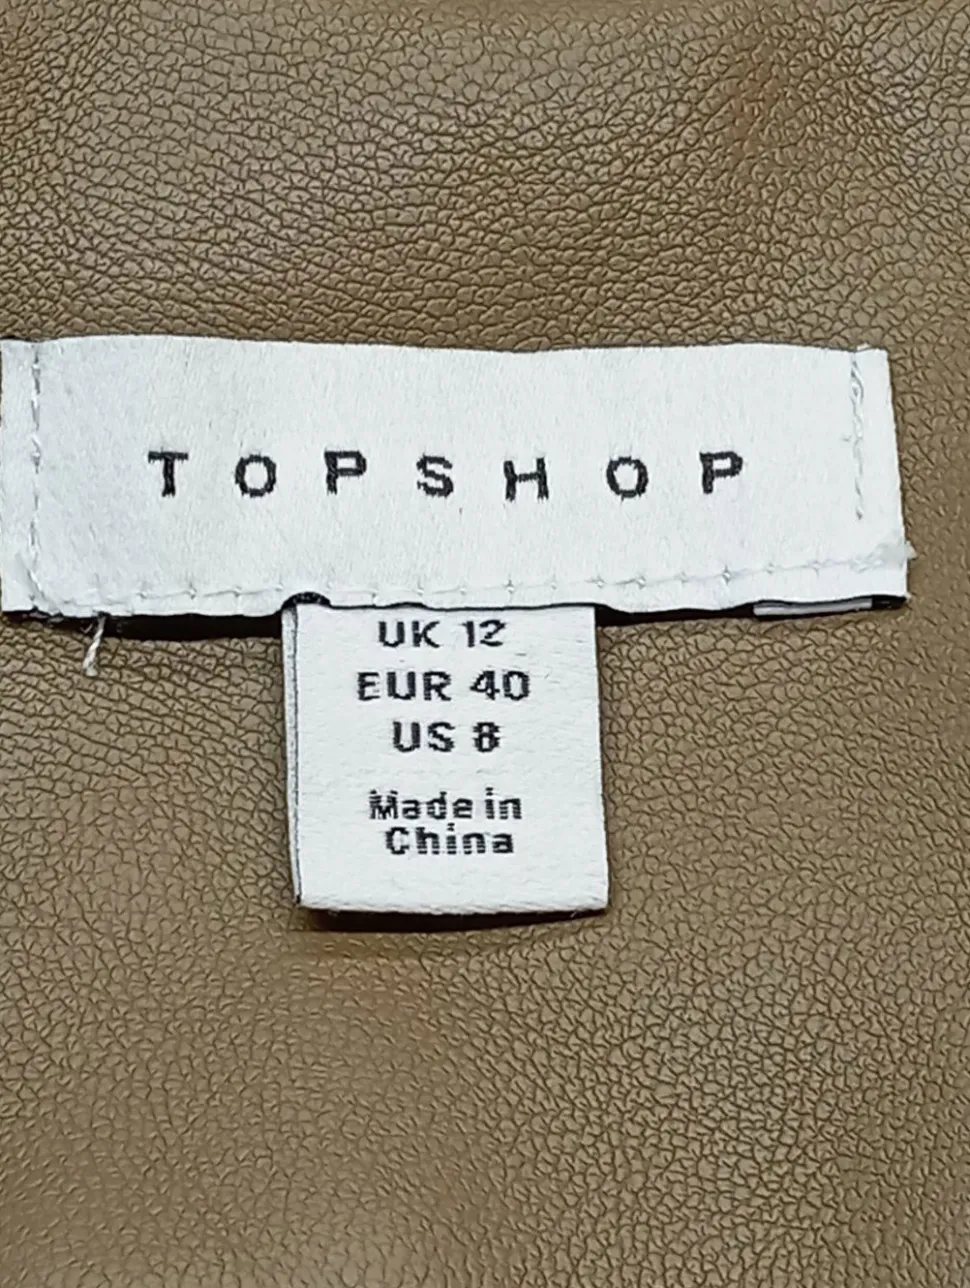 TOPSHOP
UK 12
EUR 40
US 8
Made in
China